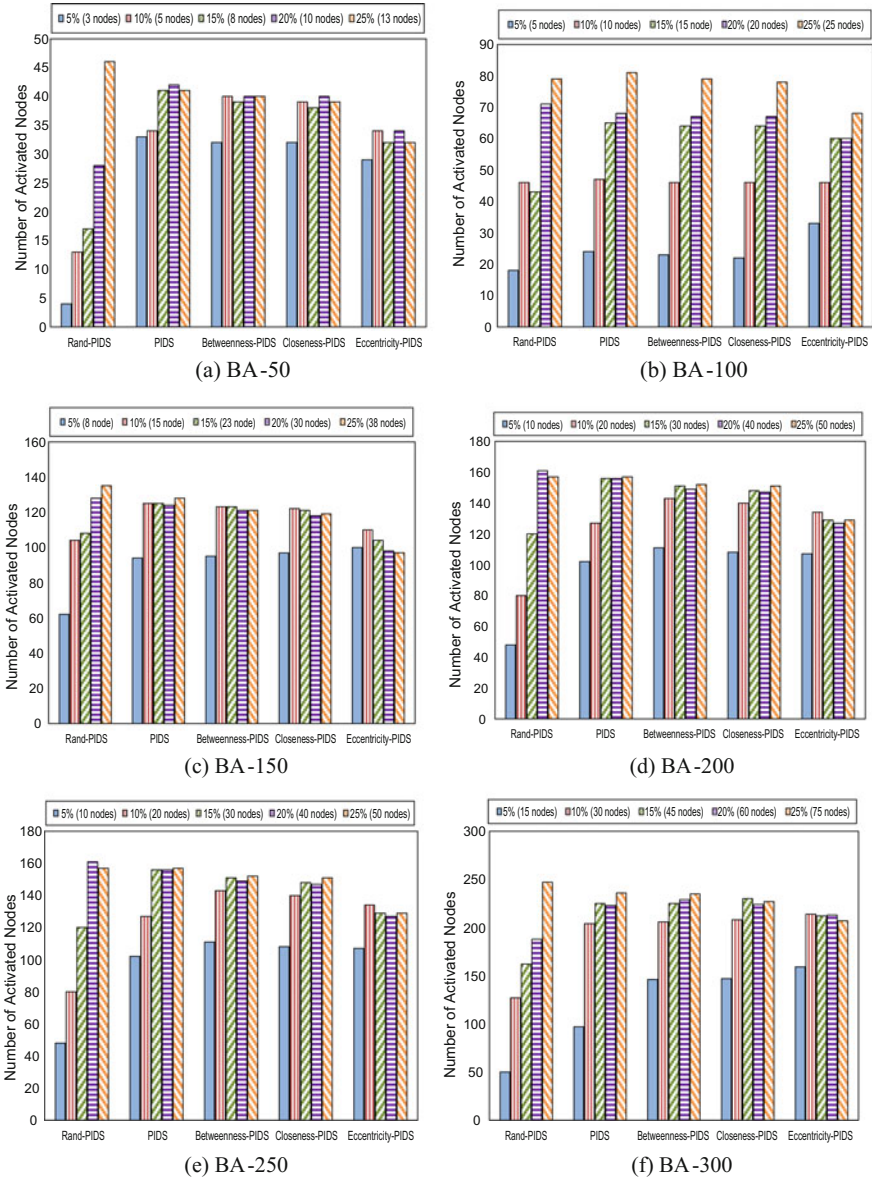 5% (3 nodes) 10% (5 nodes) 15% (8 nodes) 20% (10 nodes) 25% (13 nodes)
50
45
40
35
30
25
20
15
10
5
0
Number of Activated Nodes
Rand-PIDS PIDS Betweenness-PIDS Closeness-PIDS Eccentricity-PIDS
(a) BA-50
5% (5 nodes) 10% (10 nodes) 15% (15 node) 20% (20 nodes) 25% (25 nodes)
90
80
70
60
50
40
30
20
10
0
Number of Activated Nodes
Rand-PIDS PIDS Betweenness-PIDS Closeness-PIDS Eccentricity-PIDS
(b) BA-100
5% (8 node) 10% (15 node) 15% (23 node) 20% (30 nodes) 25% (38 nodes)
160
140
120
100
80
60
40
20
0
Number of Activated Nodes
Rand-PIDS PIDS Betweenness-PIDS Closeness-PIDS Eccentricity-PIDS
(c) BA-150
5% (10 nodes) 10% (20 nodes) 15% (30 nodes) 20% (40 nodes) 25% (50 nodes)
180
160
140
120
100
80
60
40
20
0
Number of Activated Nodes
Rand-PIDS PIDS Betweenness-PIDS Closeness-PIDS Eccentricity-PIDS
(d) BA-200
5% (10 nodes) 10% (20 nodes) 15% (30 nodes) 20% (40 nodes) 25% (50 nodes)
180
160
140
120
100
80
60
40
20
0
Number of Activated Nodes
Rand-PIDS PIDS Betweenness-PIDS Closeness-PIDS Eccentricity-PIDS
(e) BA-250
5% (15 nodes) 10% (30 nodes) 15% (45 nodes) 20% (60 nodes) 25% (75 nodes)
300
250
200
150
100
50
0
Number of Activated Nodes
Rand-PIDS PIDS Betweenness-PIDS Closeness-PIDS Eccentricity-PIDS
(f) BA-300